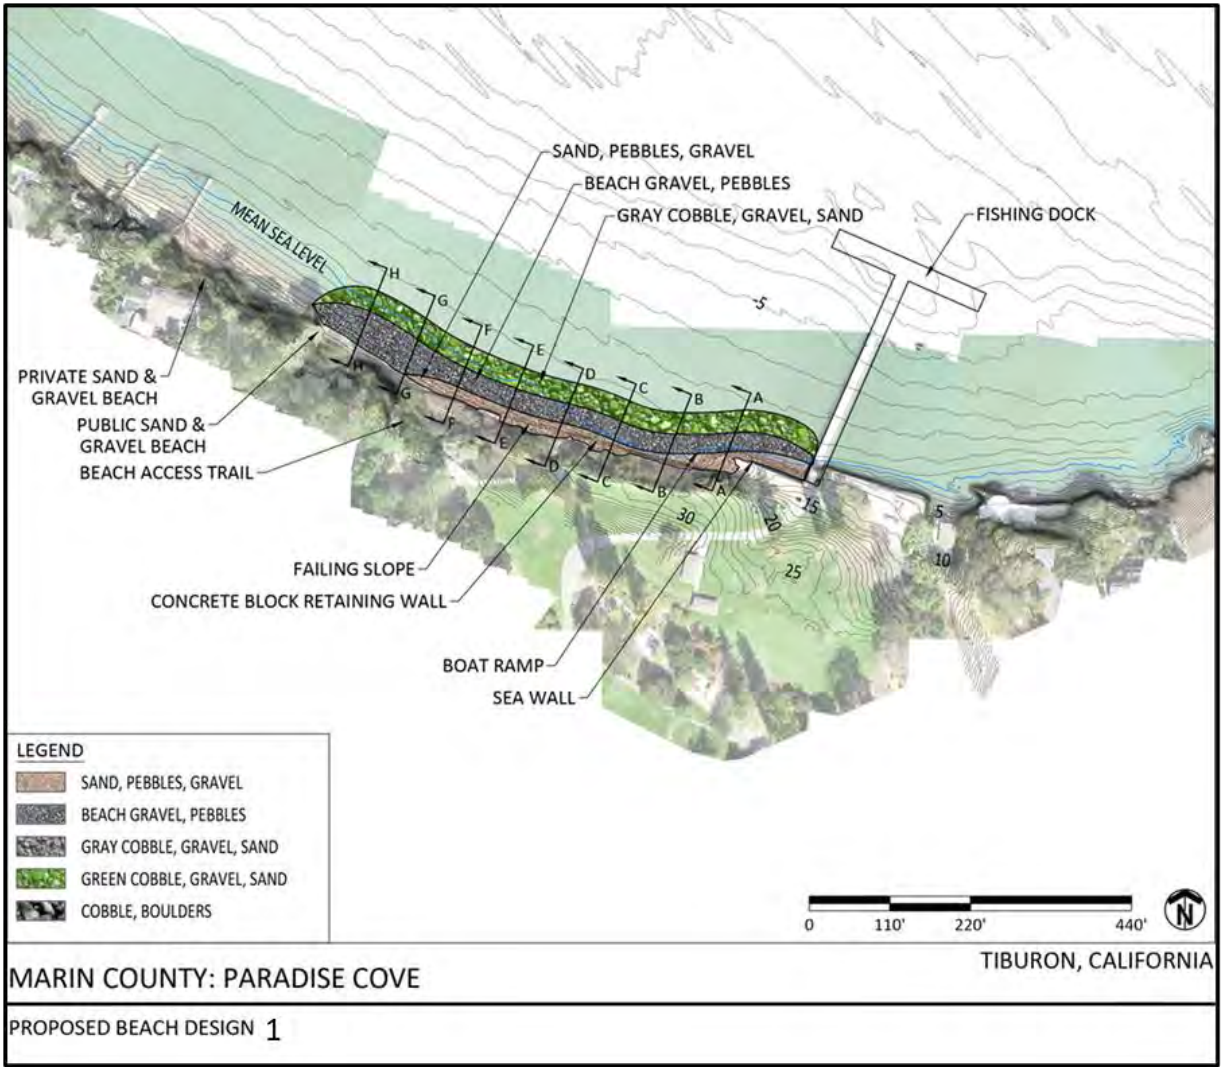 SAND, PEBBLES, GRAVEL
BEACH GRAVEL, PEBBLES
GRAY COBBLE, GRAVEL, SAND
FISHING DOCK
MEAN SEA LEVEL
-5
H
G
F
E
D
C
B
A
H
G
F
E
D
C
B
A
PRIVATE SAND &
GRAVEL BEACH
PUBLIC SAND &
GRAVEL BEACH
BEACH ACCESS TRAIL
30
20
15
25
5
10
FAILING SLOPE
CONCRETE BLOCK RETAINING WALL
BOAT RAMP
SEA WALL
LEGEND
SAND, PEBBLES, GRAVEL
BEACH GRAVEL, PEBBLES
GRAY COBBLE, GRAVEL, SAND
GREEN COBBLE, GRAVEL, SAND
COBBLE, BOULDERS
0 110' 220' 440'
N
MARIN COUNTY: PARADISE COVE
TIBURON, CALIFORNIA
PROPOSED BEACH DESIGN 1